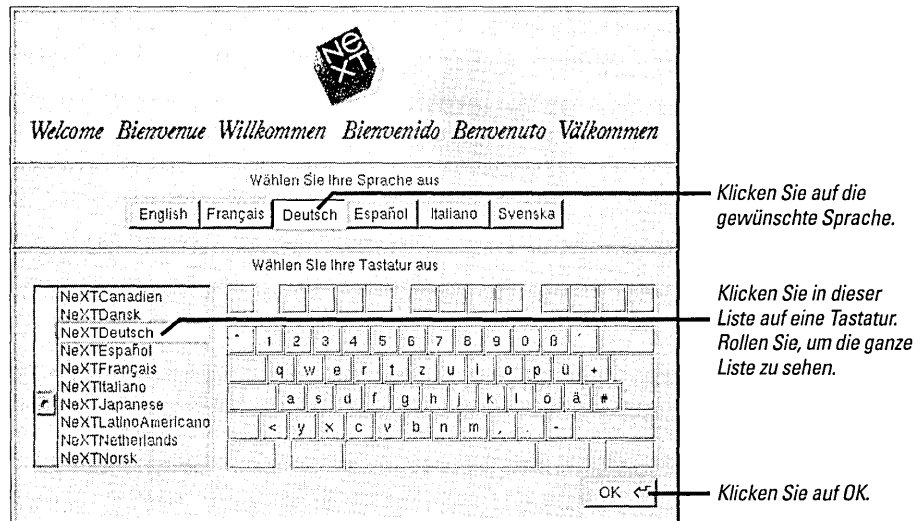 NeXT
Welcome Bienvenue Willkommen Bienvenido Benvenuto Välkommen
Wählen Sie Ihre Sprache aus
English Français Deutsch Español Italiano Svenska
Klicken Sie auf die
gewünschte Sprache.
Wählen Sie Ihre Tastatur aus
NeXTCanadien
NeXTDansk
NeXTDeutsch
NeXTEspañol
NeXTFrançais
NeXTItaliano
NeXTJapanese
NeXTLatinoAmericano
NeXTNetherlands
NeXTNorsk
^ 1 2 3 4 5 6 7 8 9 0 ß ´
q w e r t z u i o p ü +
a s d f g h j k l ö ä #
< y x c v b n m , . -
Klicken Sie in dieser
Liste auf eine Tastatur.
Rollen Sie, um die ganze
Liste zu sehen.
OK
Klicken Sie auf OK.